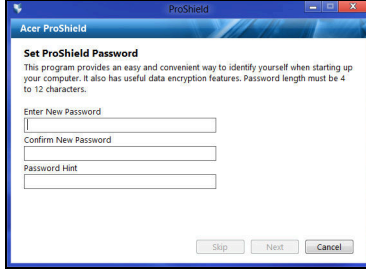 ProShield
Acer ProShield
Set ProShield Password
This program provides an easy and convenient way to identify yourself when starting up
your computer. It also has useful data encryption features. Password length must be 4
to 12 characters.
Enter New Password
Confirm New Password
Password Hint
Skip Next Cancel